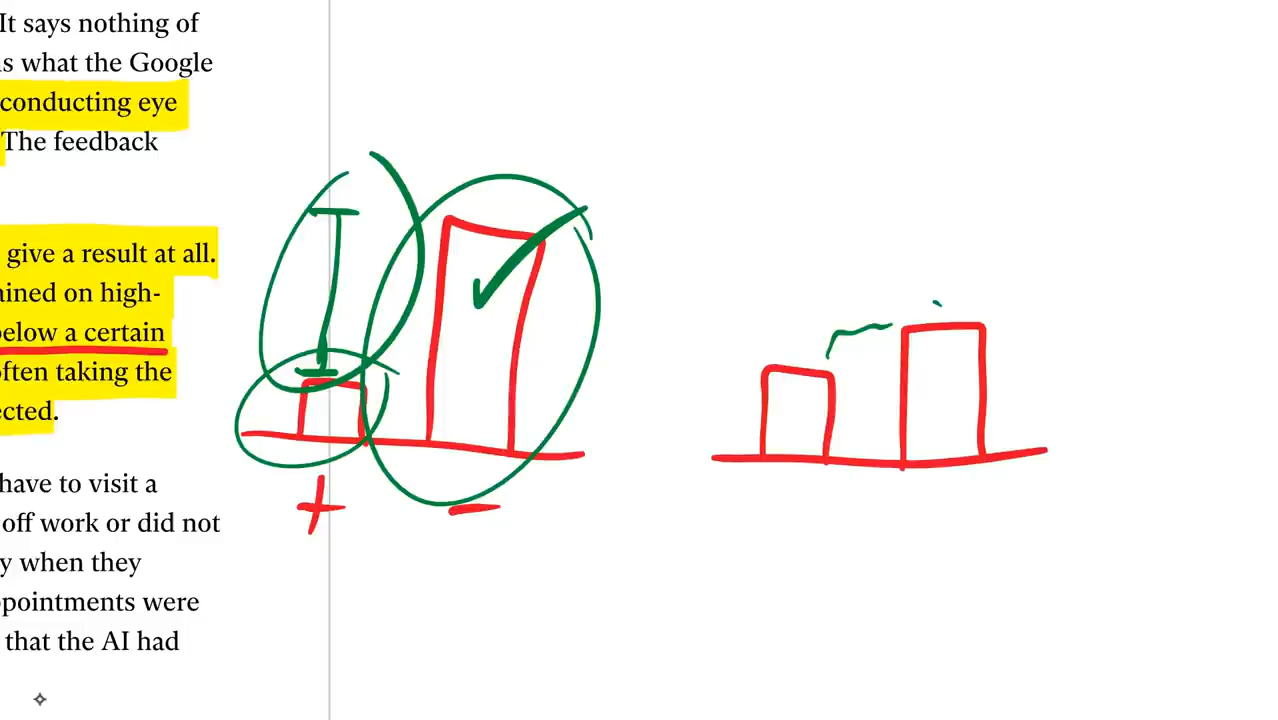 It says nothing of
s what the Google
conducting eye
The feedback
give a result at all.
ained on high-
below a certain
often taking the
ected.
have to visit a
off work or did not
y when they
ppointments were
that the AI had
+ −